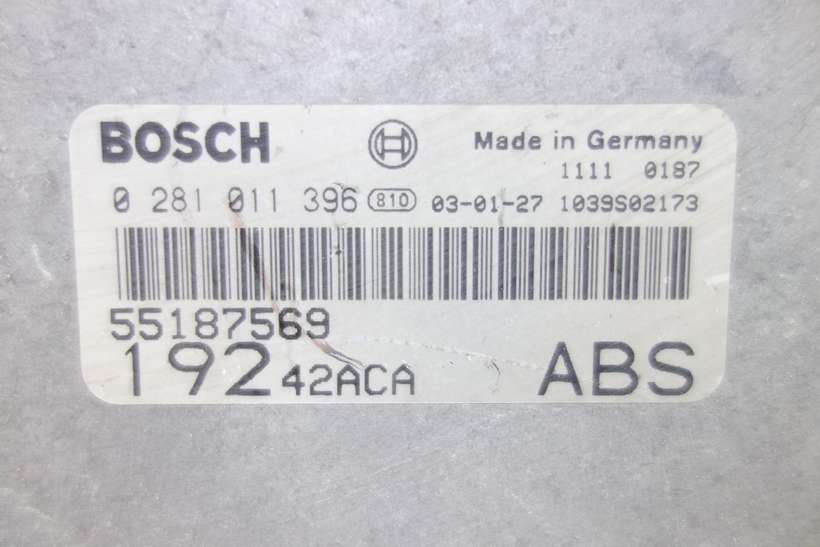 BOSCH Made in Germany
1111 0187
0 281 011 396 810 03-01-27 1039S02173
55187569
192 42ACA ABS